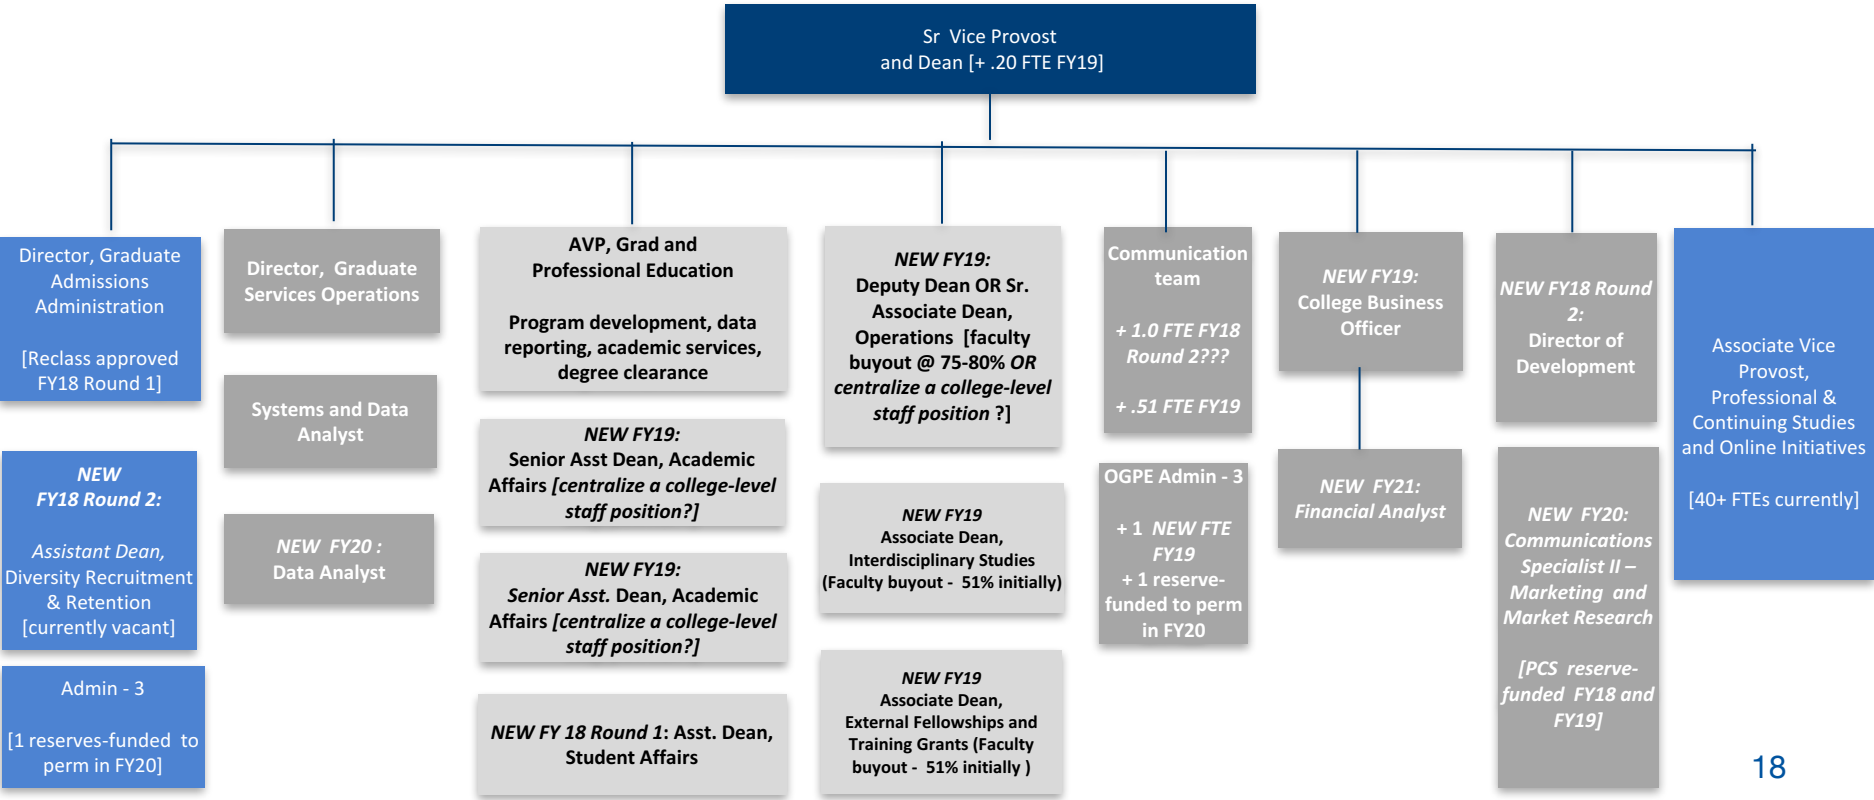 Sr Vice Provost
and Dean [+ .20 FTE FY19]
Director, Graduate
Admissions
Administration
[Reclass approved
FY18 Round 1]
NEW
FY18 Round 2:
Assistant Dean,
Diversity Recruitment
& Retention
[currently vacant]
Admin - 3
[1 reserves-funded to
perm in FY20]
Director, Graduate
Services Operations
Systems and Data
Analyst
NEW FY20 :
Data Analyst
AVP, Grad and
Professional Education
Program development, data
reporting, academic services,
degree clearance
NEW FY19:
Senior Asst Dean, Academic
Affairs [centralize a college-level
staff position?]
NEW FY19:
Senior Asst. Dean, Academic
Affairs [centralize a college-level
staff position?]
NEW FY 18 Round 1: Asst. Dean,
Student Affairs
NEW FY19:
Deputy Dean OR Sr.
Associate Dean,
Operations [faculty
buyout @ 75-80% OR
centralize a college-level
staff position ?]
NEW FY19
Associate Dean,
Interdisciplinary Studies
(Faculty buyout - 51% initially)
NEW FY19
Associate Dean,
External Fellowships and
Training Grants (Faculty
buyout - 51% initially )
Communication
team
+ 1.0 FTE FY18
Round 2???
+ .51 FTE FY19
OGPE Admin - 3
+ 1 NEW FTE
FY19
+ 1 reserve-
funded to perm
in FY20
NEW FY19:
College Business
Officer
NEW FY21:
Financial Analyst
NEW FY18 Round
2:
Director of
Development
NEW FY20:
Communications
Specialist II –
Marketing and
Market Research
[PCS reserve-
funded FY18 and
FY19]
Associate Vice
Provost,
Professional &
Continuing Studies
and Online Initiatives
[40+ FTEs currently]
18